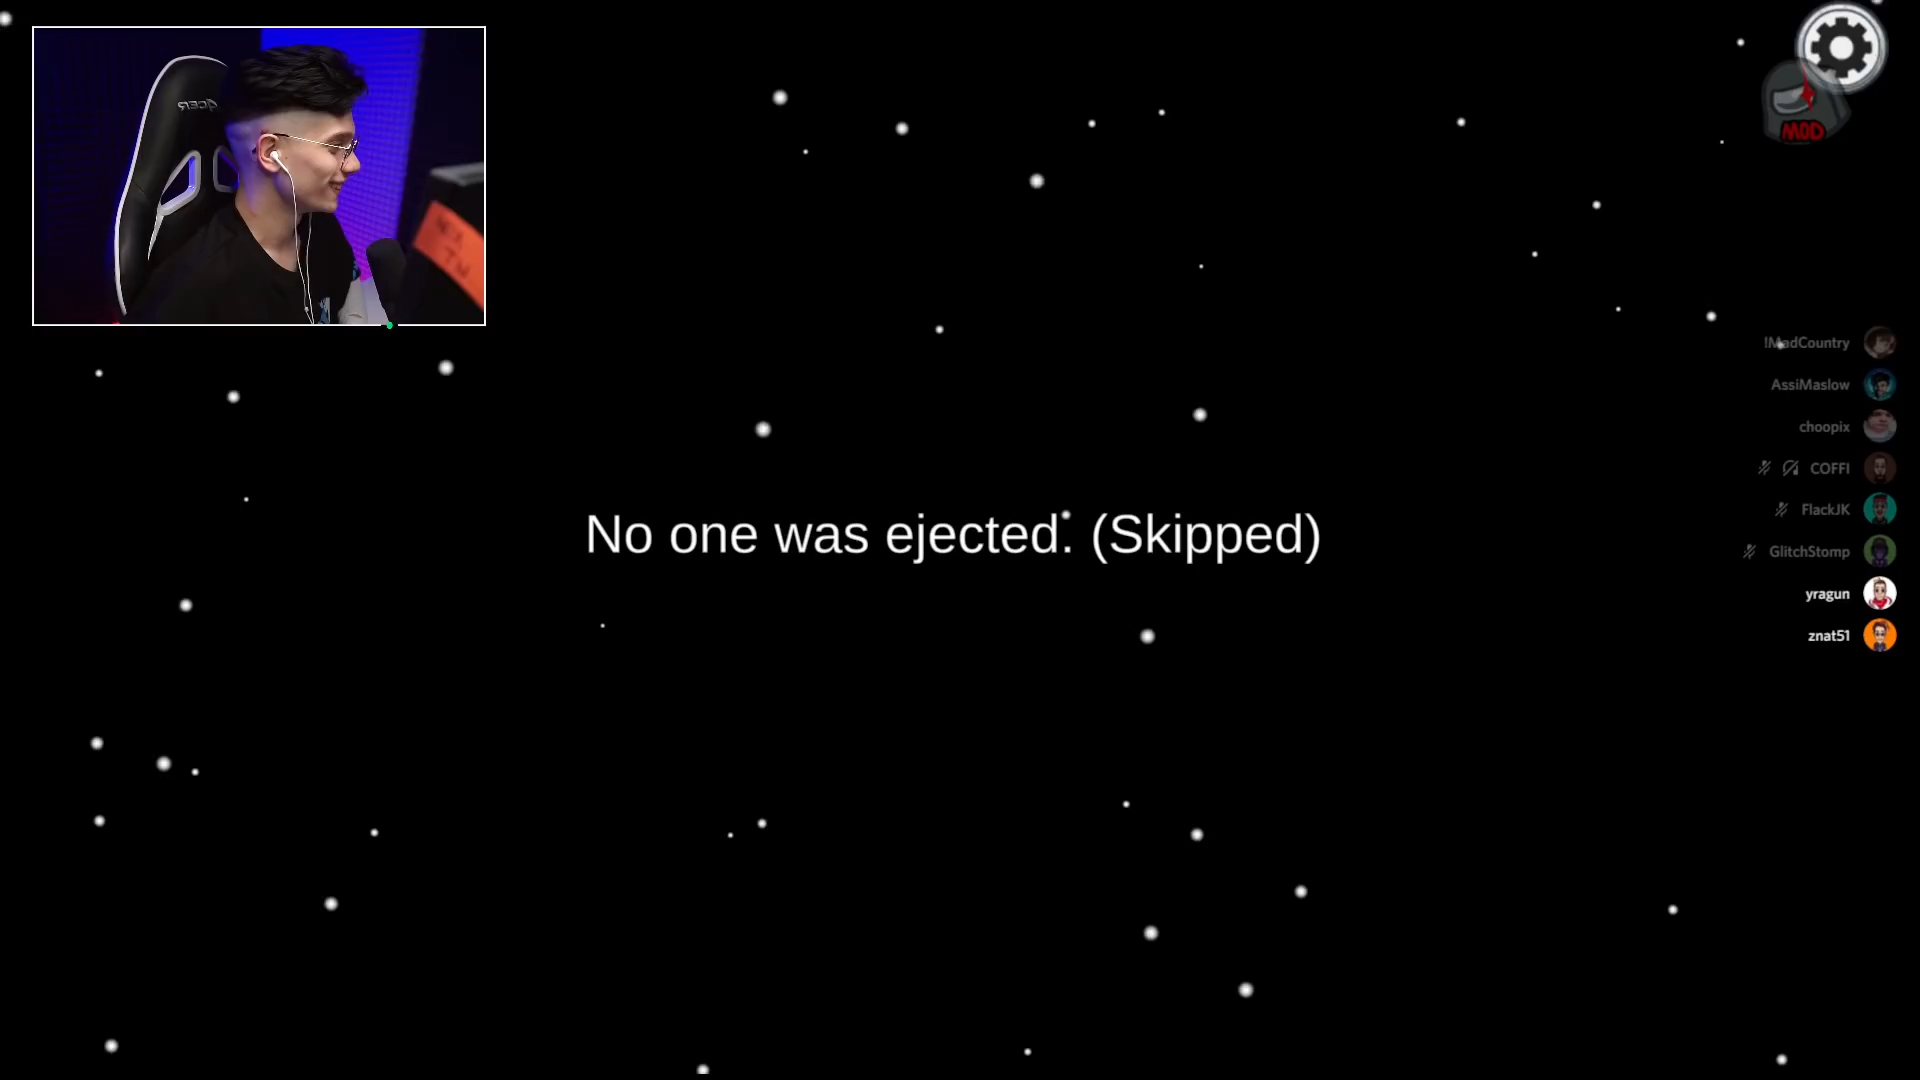 MOD
!MadCountry
AssiMaslow
choopix
COFFI
FlackJK
GlitchStomp
yragun
znat51
No one was ejected. (Skipped)